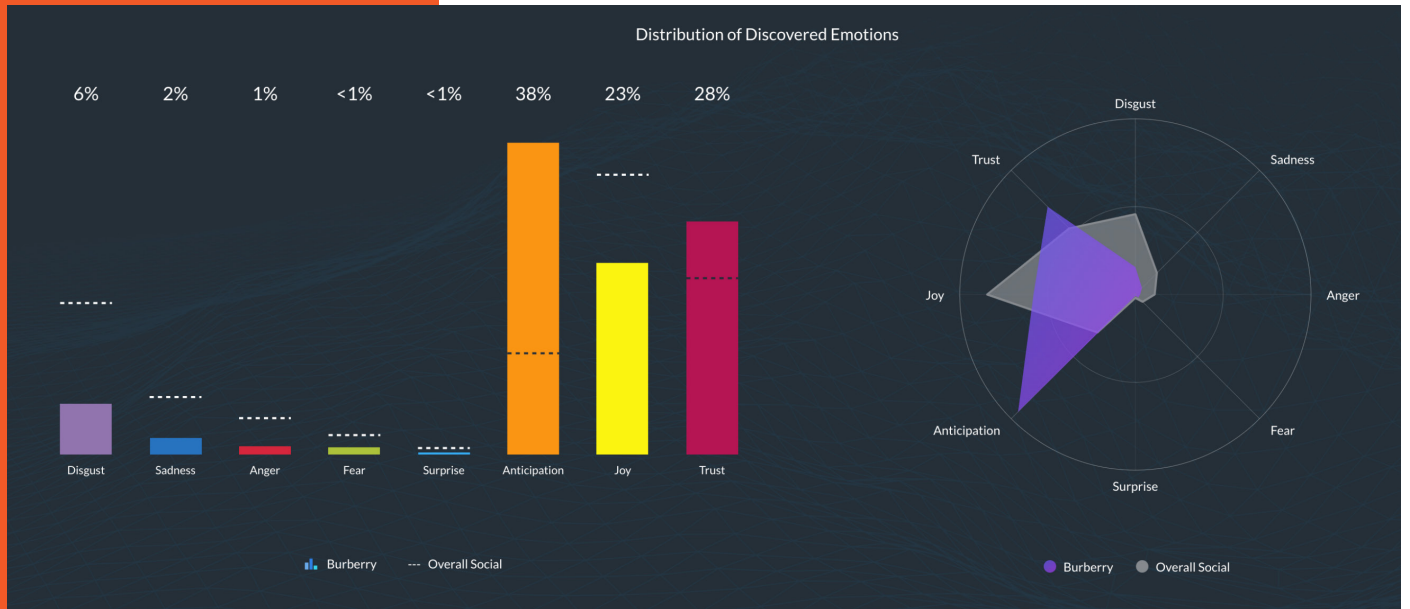 Distribution of Discovered Emotions
6% 2% 1% <1% <1% 38% 23% 28%
Disgust Sadness Anger Fear Surprise Anticipation Joy Trust
Burberry --- Overall Social
Disgust
Trust Sadness
Joy Anger
Anticipation Fear
Surprise
Burberry Overall Social